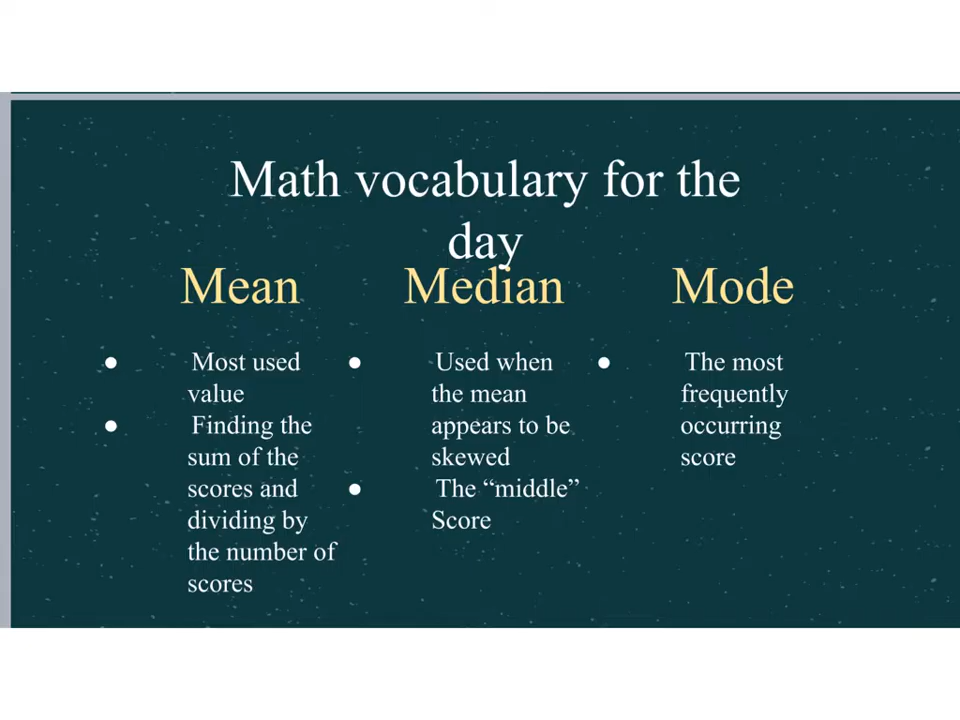 Math vocabulary for the
day
Mean
● Most used
value
● Finding the
sum of the
scores and
dividing by
the number of
scores
Median
● Used when
the mean
appears to be
skewed
● The “middle”
Score
Mode
● The most
frequently
occurring
score